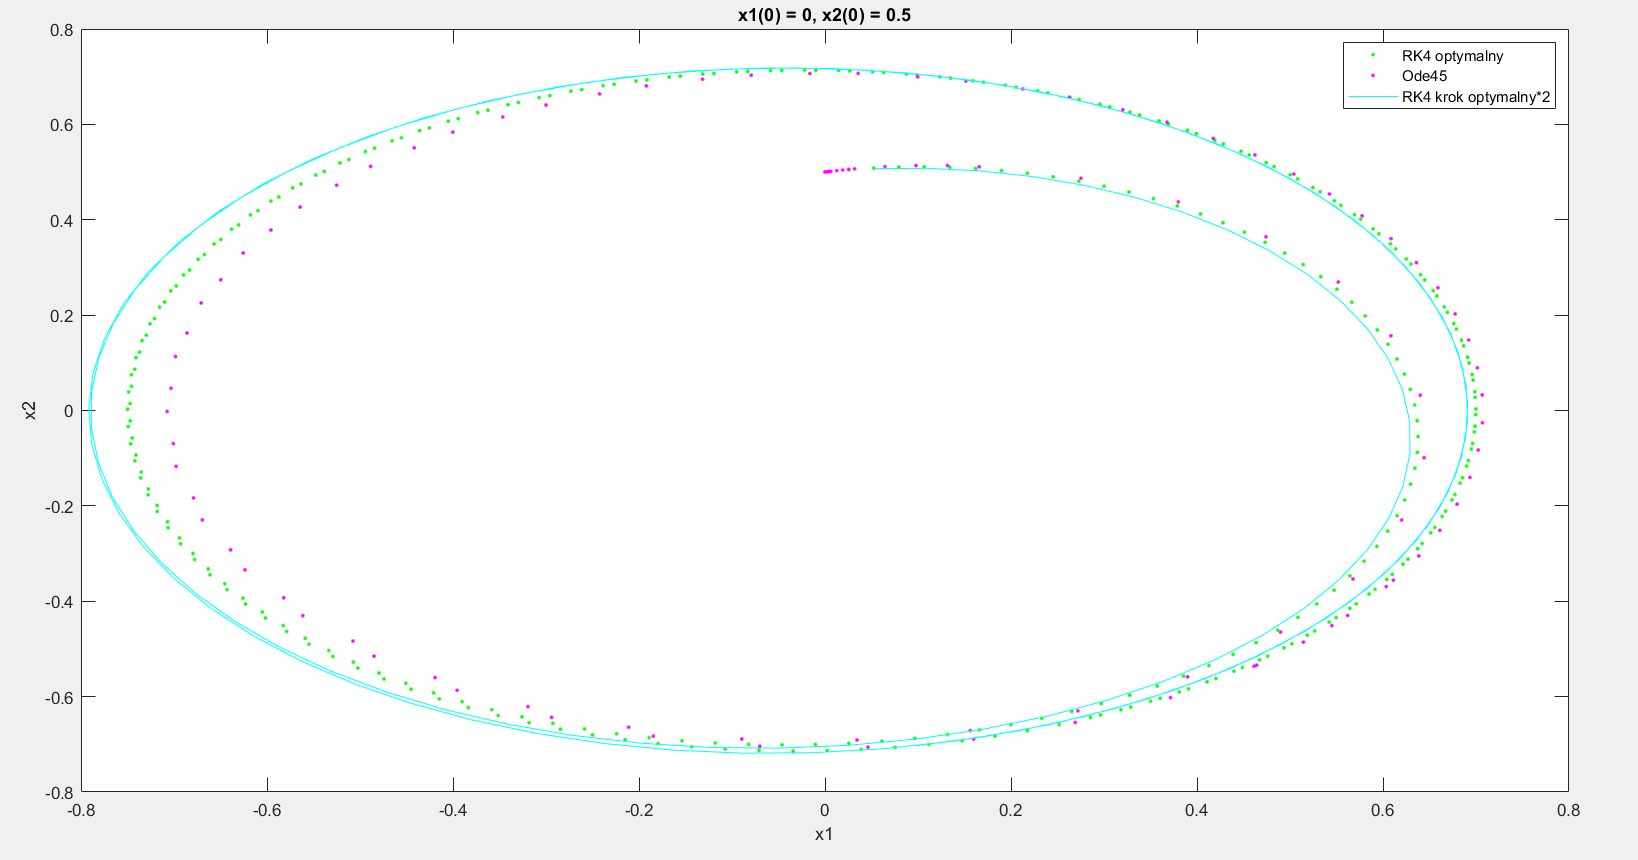 x1(0) = 0, x2(0) = 0.5
RK4 optymalny
Ode45
RK4 krok optymalny*2
0.8
0.6
0.4
0.2
0
-0.2
-0.4
-0.6
-0.8
x2
-0.8 -0.6 -0.4 -0.2 0 0.2 0.4 0.6 0.8
x1